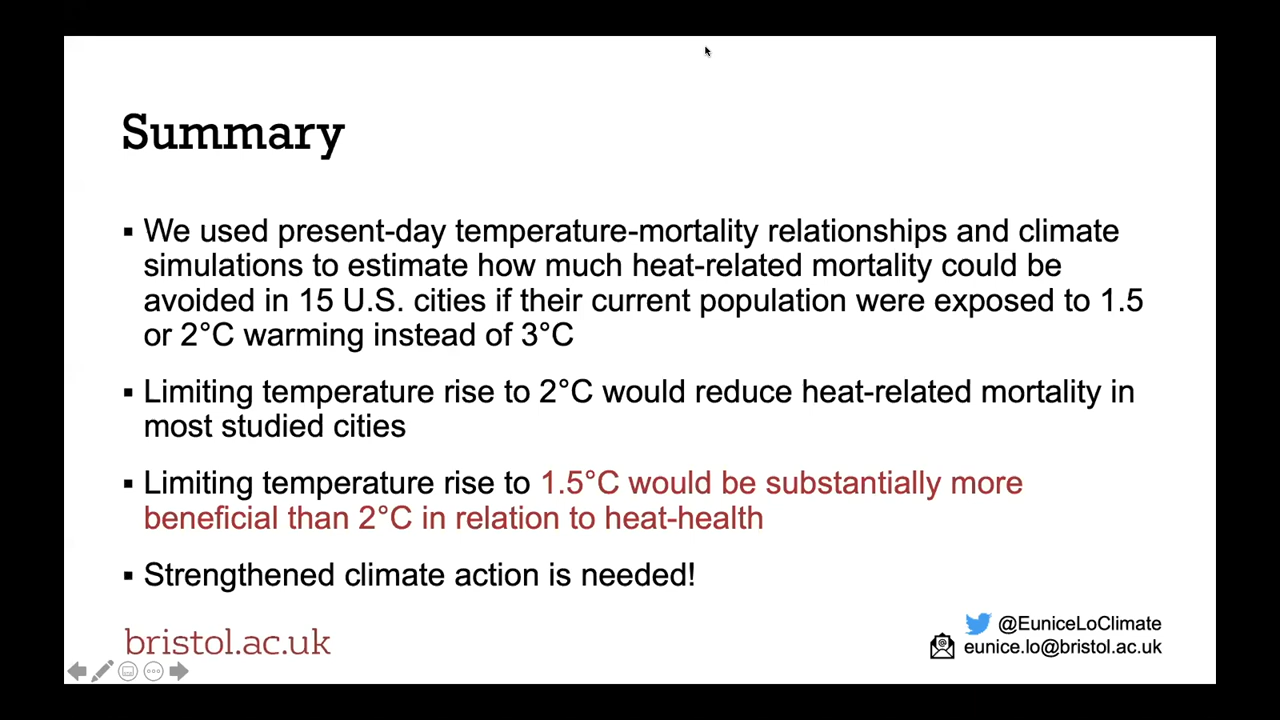 Summary
▪ We used present-day temperature-mortality relationships and climate
simulations to estimate how much heat-related mortality could be
avoided in 15 U.S. cities if their current population were exposed to 1.5
or 2°C warming instead of 3°C
▪ Limiting temperature rise to 2°C would reduce heat-related mortality in
most studied cities
▪ Limiting temperature rise to 1.5°C would be substantially more
beneficial than 2°C in relation to heat-health
▪ Strengthened climate action is needed!
bristol.ac.uk
@EuniceLoClimate
eunice.lo@bristol.ac.uk